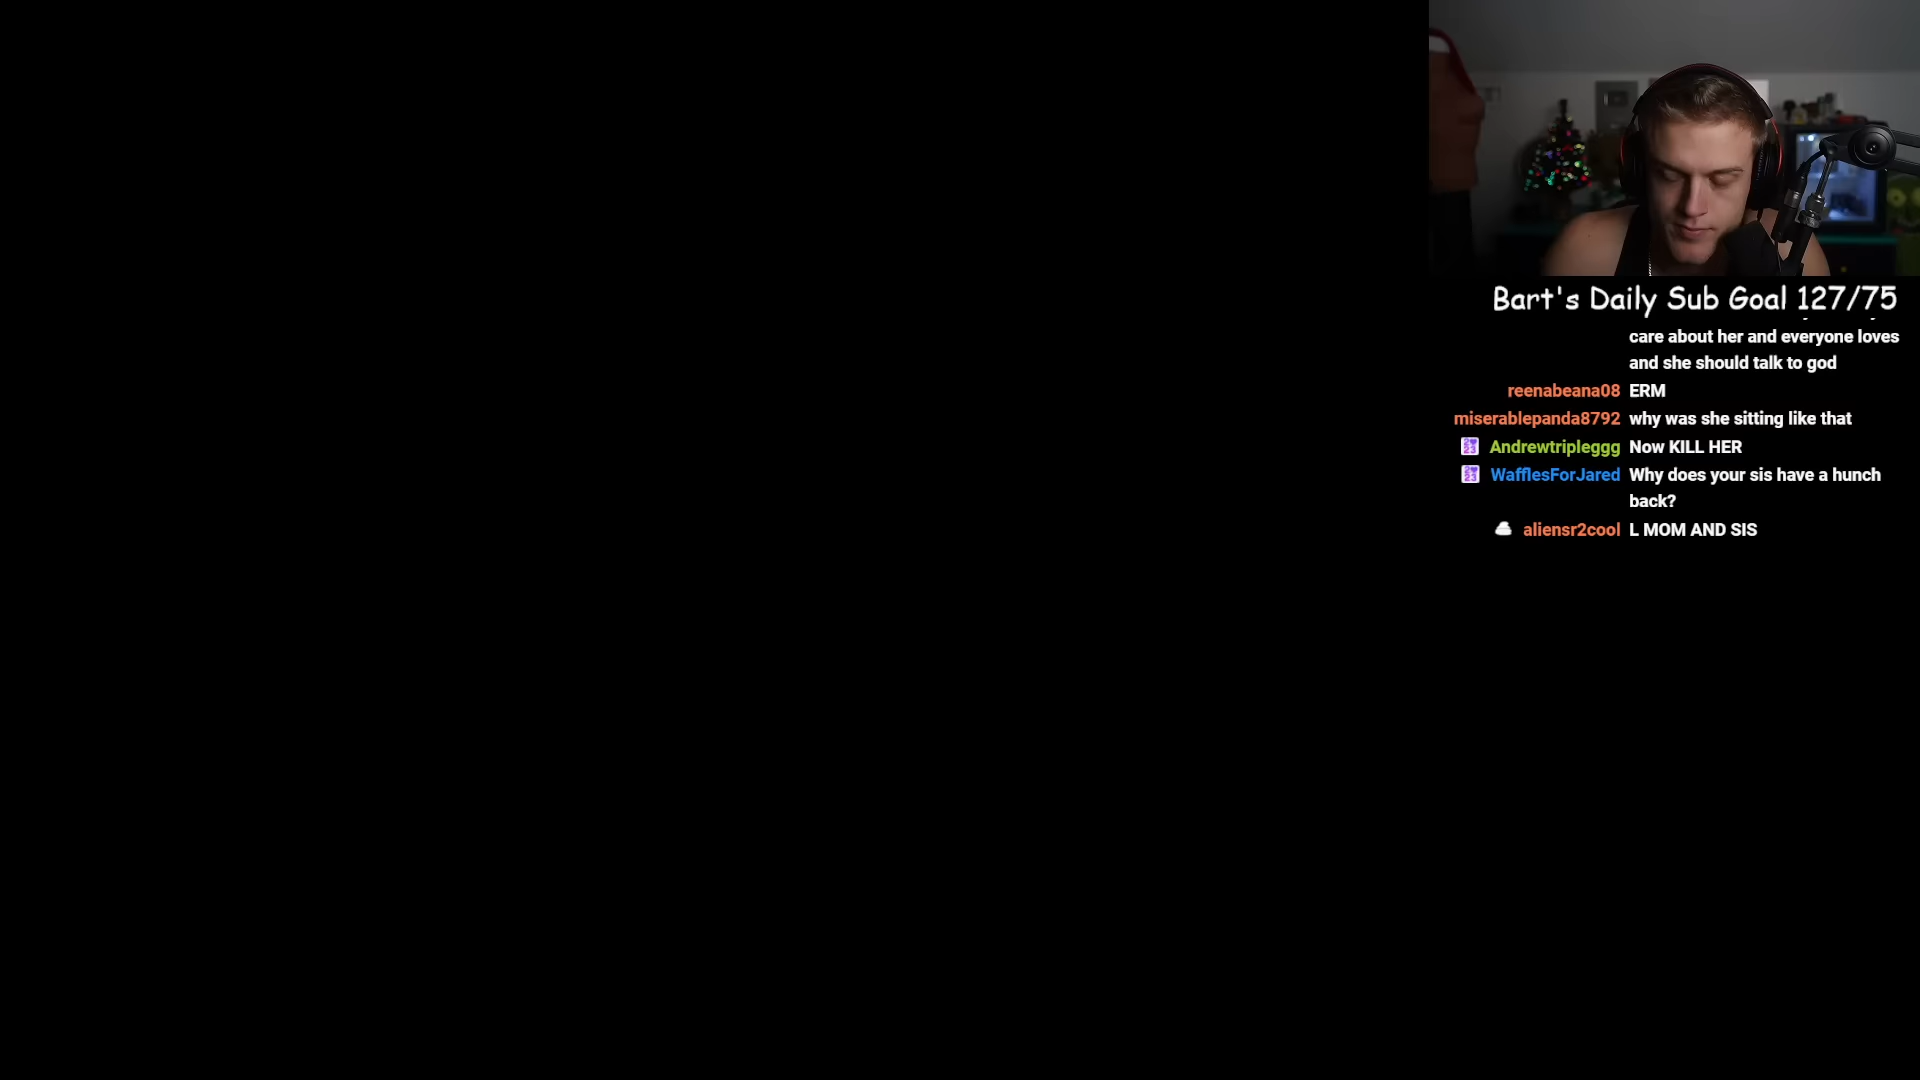 Bart's Daily Sub Goal 127/75
care about her and everyone loves
and she should talk to god
reenabeana08 ERM
miserablepanda8792 why was she sitting like that
Andrewtripleggg Now KILL HER
WafflesForJared Why does your sis have a hunch
back?
aliensr2cool L MOM AND SIS